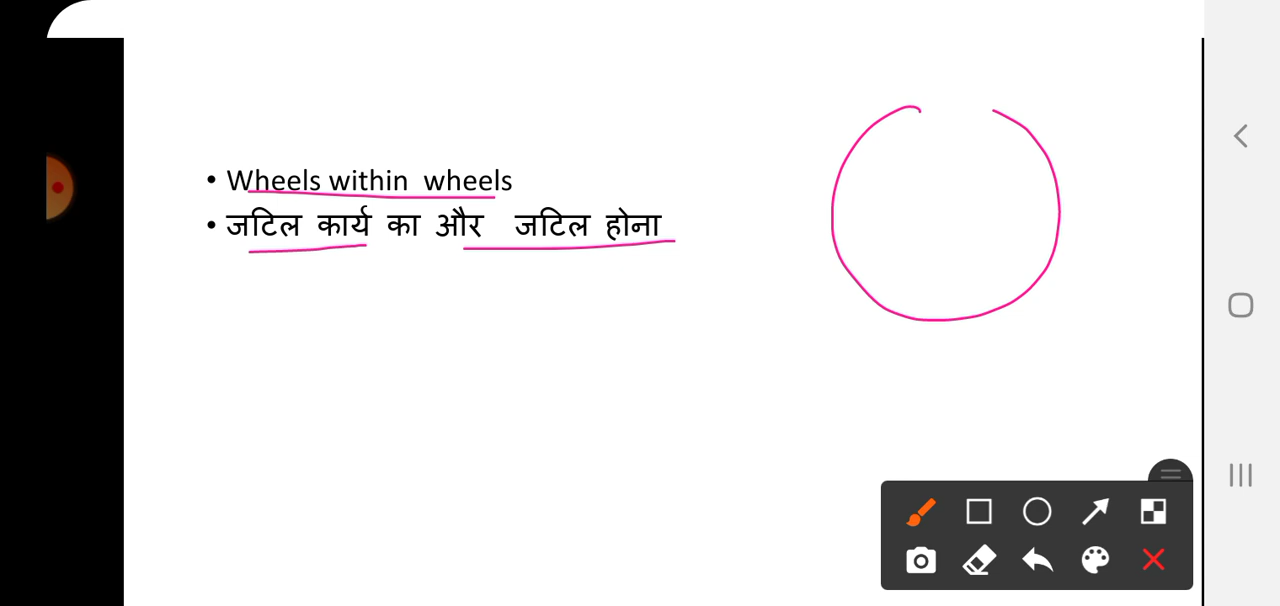 • Wheels within wheels
• जटिल कार्य का और जटिल होना